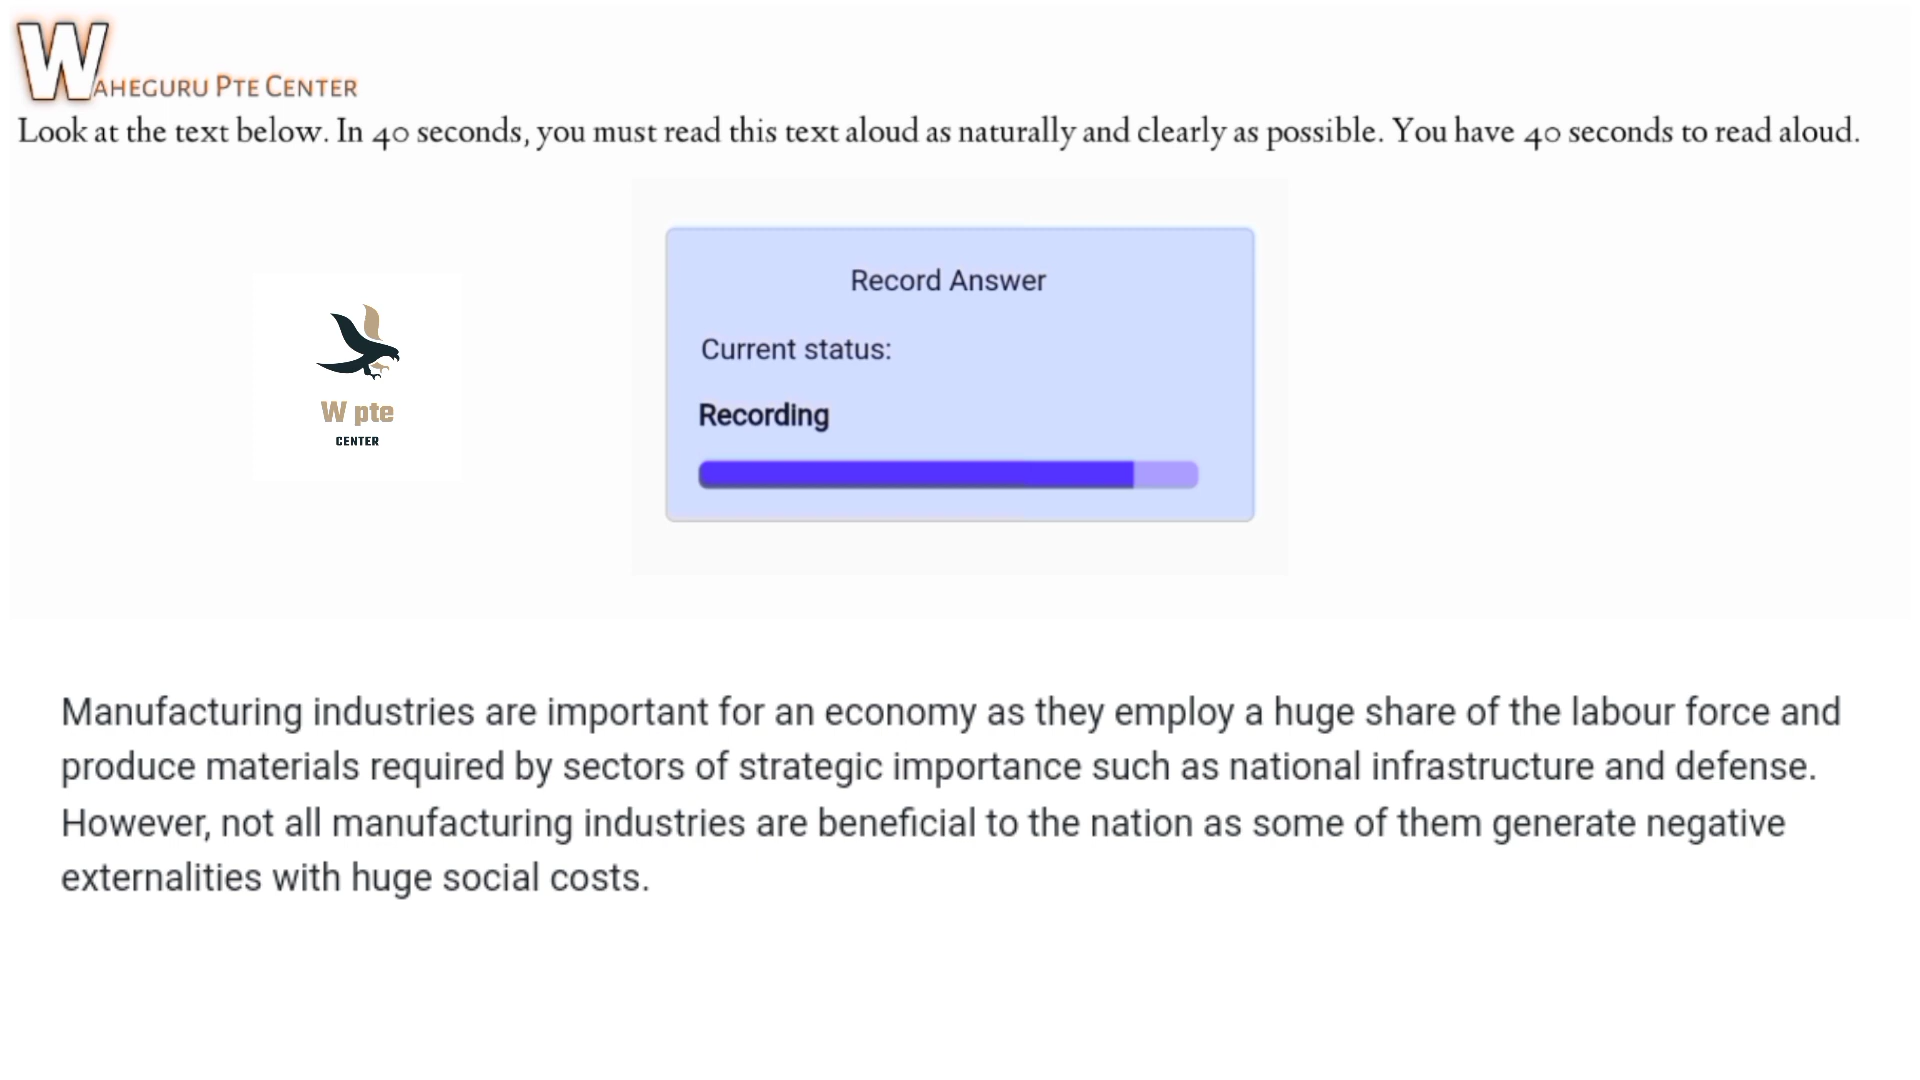 WAHEGURU PTE CENTER
Look at the text below. In 40 seconds, you must read this text aloud as naturally and clearly as possible. You have 40 seconds to read aloud.
Record Answer
Current status:
Recording
W pte
CENTER
Manufacturing industries are important for an economy as they employ a huge share of the labour force and
produce materials required by sectors of strategic importance such as national infrastructure and defense.
However, not all manufacturing industries are beneficial to the nation as some of them generate negative
externalities with huge social costs.